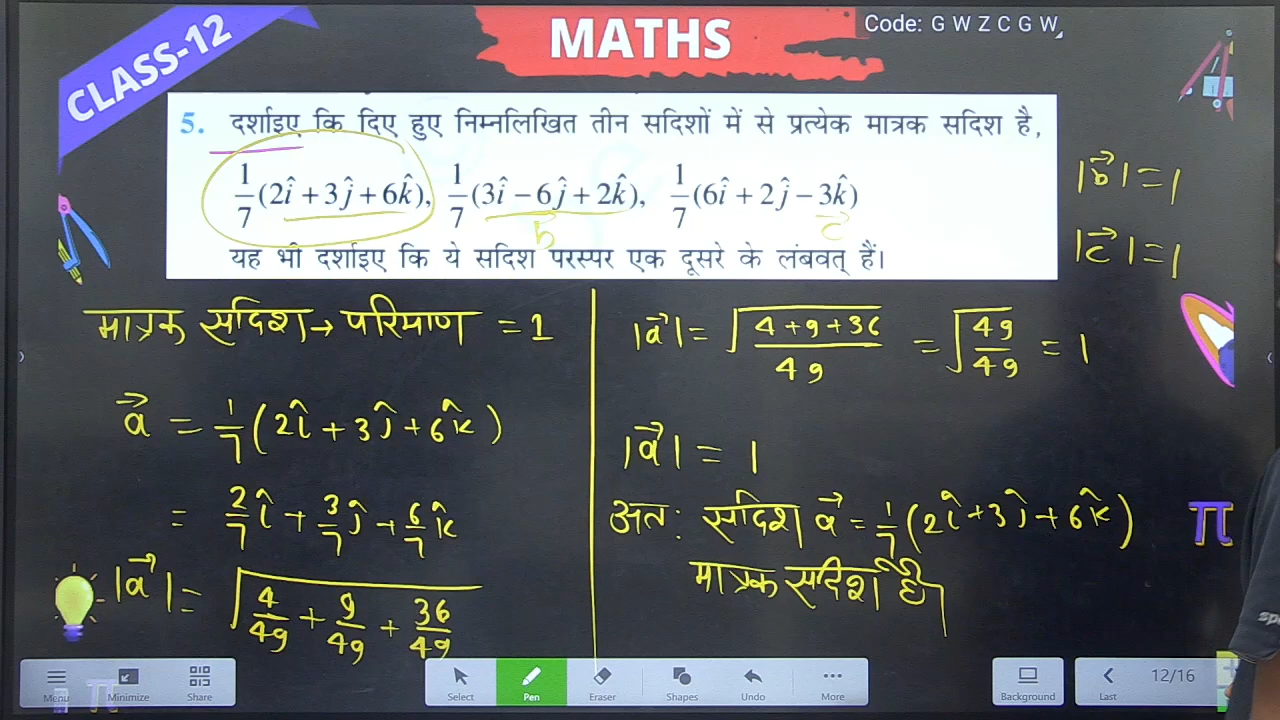 CLASS-12
MATHS
Code: G W Z C G W
5. दर्शाइए कि दिए हुए निम्नलिखित तीन सदिशों में से प्रत्येक मात्रक सदिश है,
1/7(2î + 3ĵ + 6k̂), 1/7(3î − 6ĵ + 2k̂), 1/7(6î + 2ĵ − 3k̂)
b⃗ c⃗
यह भी दर्शाइए कि ये सदिश परस्पर एक दूसरे के लंबवत् हैं।
|b⃗| = 1
|c⃗| = 1
मात्रक सदिश → परिमाण = 1
a⃗ = 1/7(2î + 3ĵ + 6k̂)
= 2/7î + 3/7ĵ + 6/7k̂
|a⃗| = √(4/49 + 9/49 + 36/49)
|a⃗| = √((4+9+36)/49) = √(49/49) = 1
|a⃗| = 1
अतः सदिश a⃗ = 1/7(2î + 3ĵ + 6k̂)
मात्रक सदिश है।
π
Menu Minimize Share Select Pen Eraser Shapes Undo More Background Last 12/16